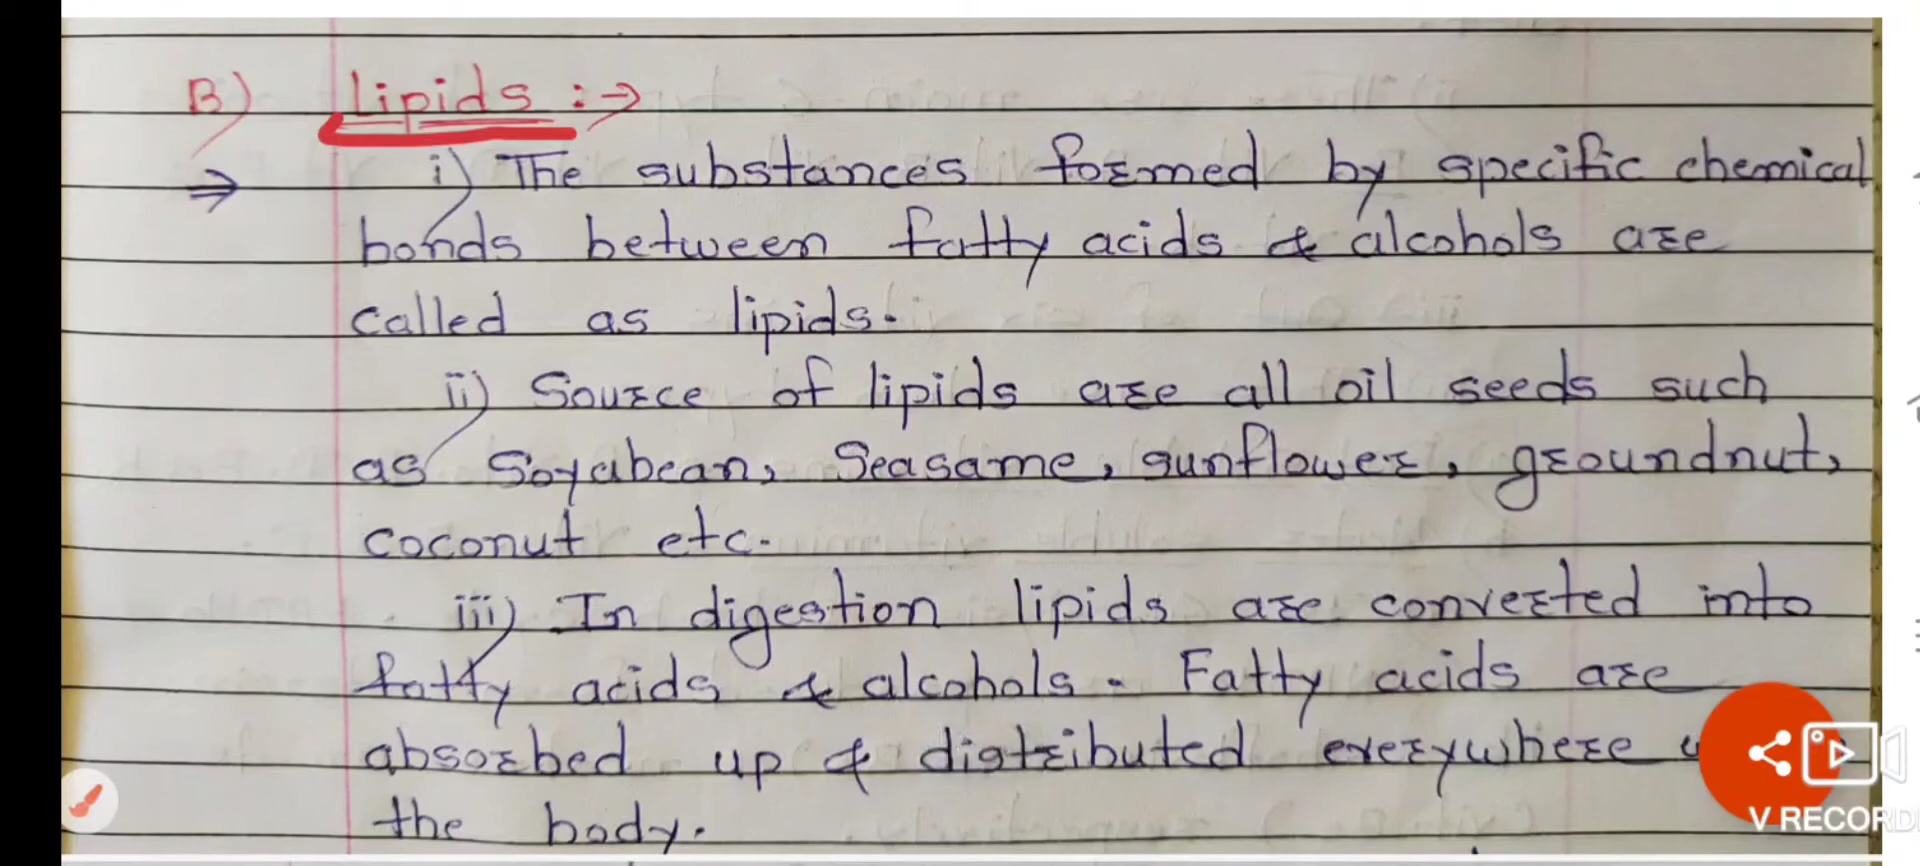 B) Lipids :→
⇒ i) The substances formed by specific chemical
bonds between fatty acids & alcohols are
called as lipids.
ii) Source of lipids are all oil seeds such
as Soyabean, Seasame, sunflower, groundnut,
coconut etc.
iii) In digestion lipids are converted into
fatty acids & alcohols. Fatty acids are
absorbed up & distributed everywhere
the body.
V RECORD